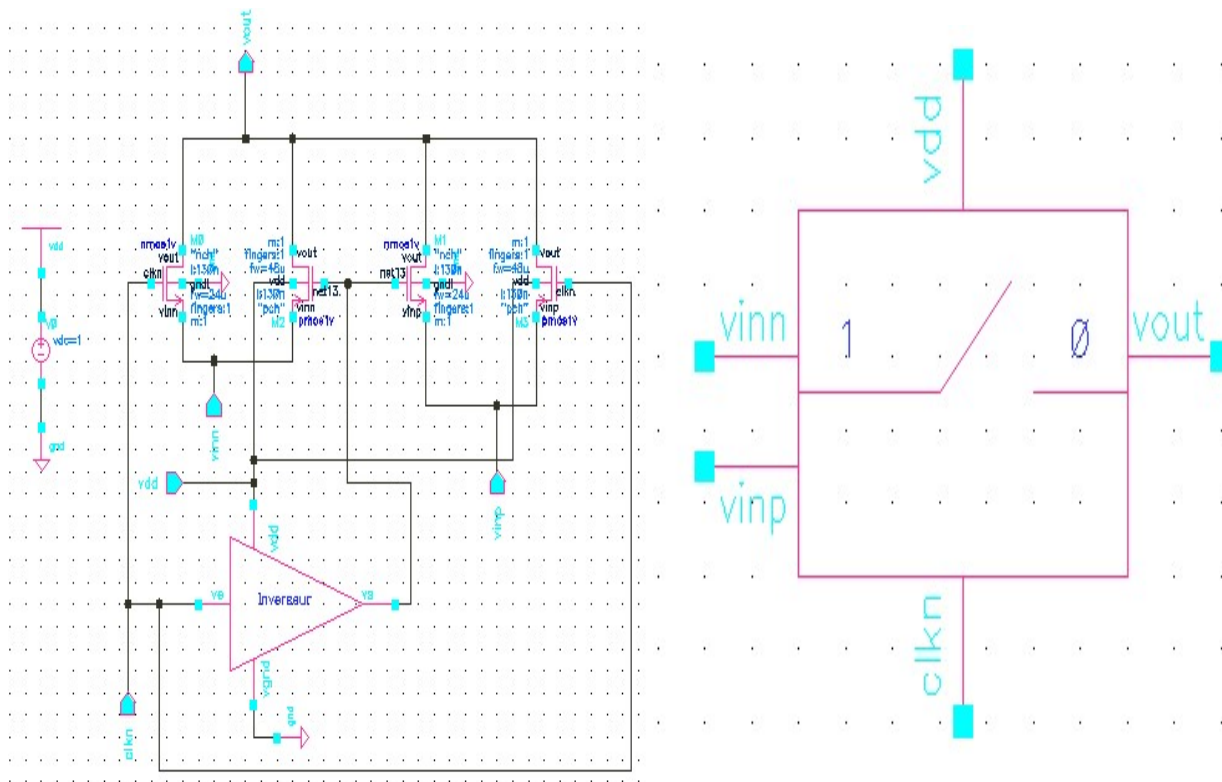 vout
vdd
v0
vdc=1
gnd
nmos1v
M0
"nch"
l:130n
fw=24u
fingers:1
m:1
vout
clkn
gnd!
vinn
m:1
fingers:1
fw=48u
l:130n
"pch"
M2
vout
vdd
net13
vinn
pmos1v
nmos1v
M1
"nch"
l:130n
fw=24u
fingers:1
m:1
vout
net13
gnd!
vinp
m:1
fingers:1
fw=48u
l:130n
"pch"
M3
vout
vdd
clkn
vinp
pmos1v
vinn
vdd
vinp
vdd
ve
Inverseur
vs
vgnd
gnd
clkn
vdd
vinn
1
0
vout
vinp
clkn